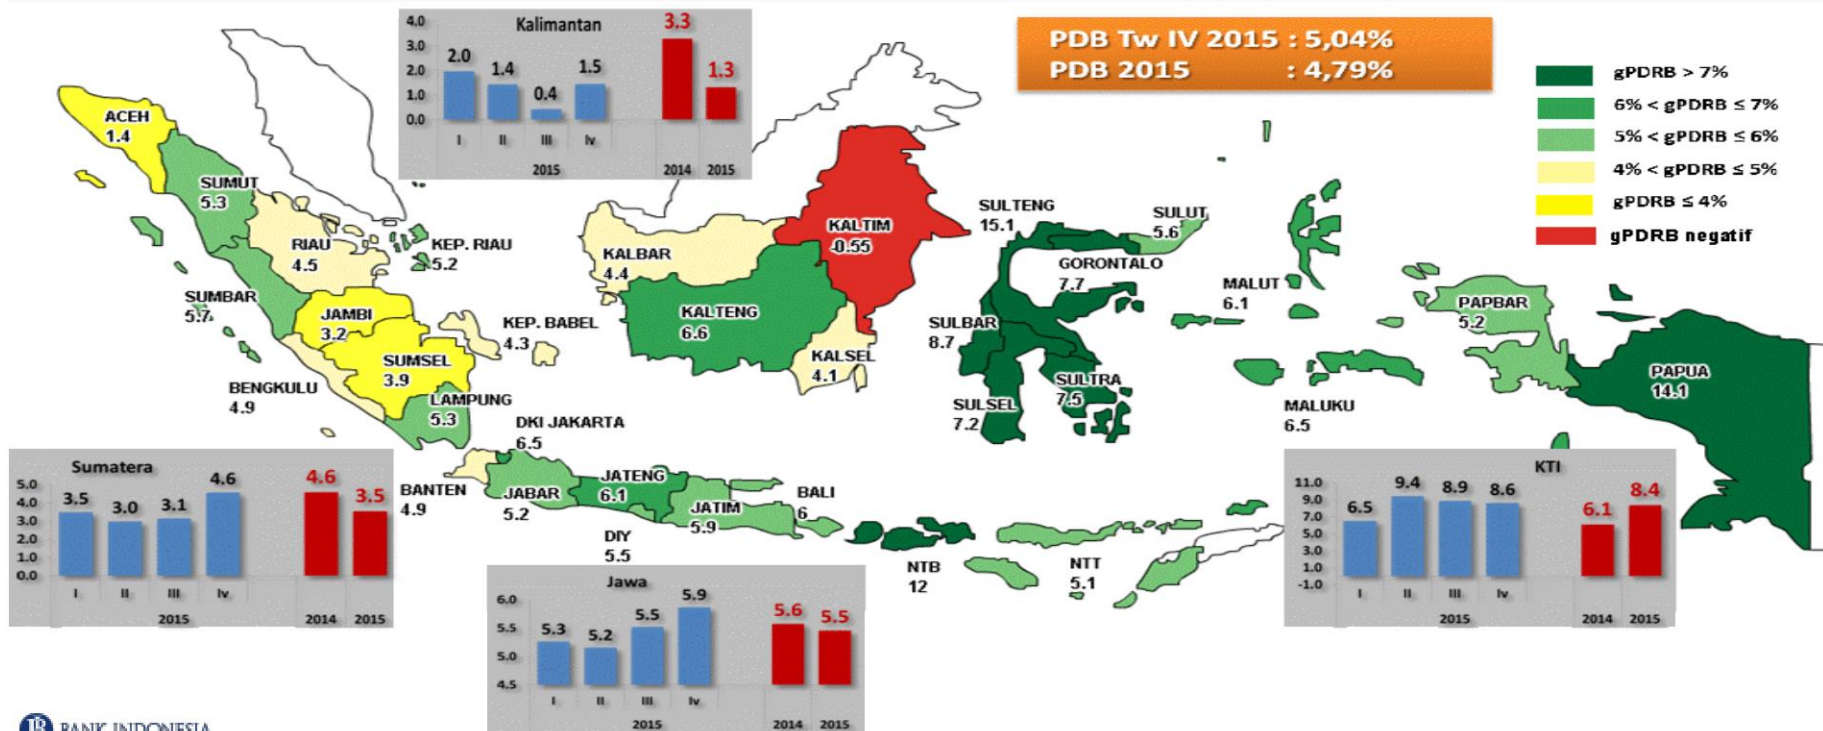 Kalimantan
4.0
3.0
2.0
1.0
0.0
2.0
1.4
0.4
1.5
3.3
1.3
I
II
III
Iv
2014
2015
2015
PDB Tw IV 2015 : 5,04%
PDB 2015 : 4,79%
gPDRB > 7%
6% < gPDRB ≤ 7%
5% < gPDRB ≤ 6%
4% < gPDRB ≤ 5%
gPDRB ≤ 4%
gPDRB negatif
ACEH
1.4
SUMUT
5.3
RIAU
4.5
KEP. RIAU
5.2
SUMBAR
5.7
JAMBI
3.2
SUMSEL
3.9
KEP. BABEL
4.3
BENGKULU
4.9
LAMPUNG
5.3
KALBAR
4.4
KALTIM
-0.55
KALTENG
6.6
KALSEL
4.1
SULTENG
15.1
SULUT
5.6
GORONTALO
7.7
SULBAR
8.7
SULTRA
7.5
SULSEL
7.2
MALUT
6.1
MALUKU
6.5
PAPBAR
5.2
PAPUA
14.1
DKI JAKARTA
6.5
BANTEN
4.9
JABAR
5.2
JATENG
6.1
DIY
5.5
JATIM
5.9
BALI
6
NTB
12
NTT
5.1
Sumatera
5.0
4.0
3.0
2.0
1.0
0.0
3.5
3.0
3.1
4.6
4.6
3.5
I
II
III
Iv
2015
2014
2015
Jawa
6.0
5.5
5.0
4.5
5.3
5.2
5.5
5.9
5.6
5.5
I
II
III
Iv
2015
2014
2015
KTI
11.0
9.0
7.0
5.0
3.0
1.0
-1.0
6.5
9.4
8.9
8.6
6.1
8.4
I
II
III
Iv
2015
2014
2015
BANK INDONESIA